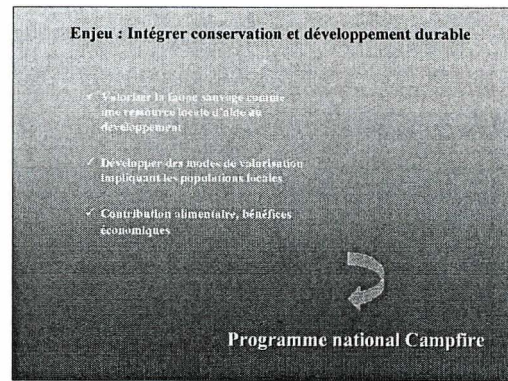 Enjeu : Intégrer conservation et développement durable
✓ Valoriser la faune sauvage comme
une ressource locale d'aide au
développement
✓ Développer des modes de valorisation
impliquant les populations locales
✓ Contribution alimentaire, bénéfices
économiques
Programme national Campfire